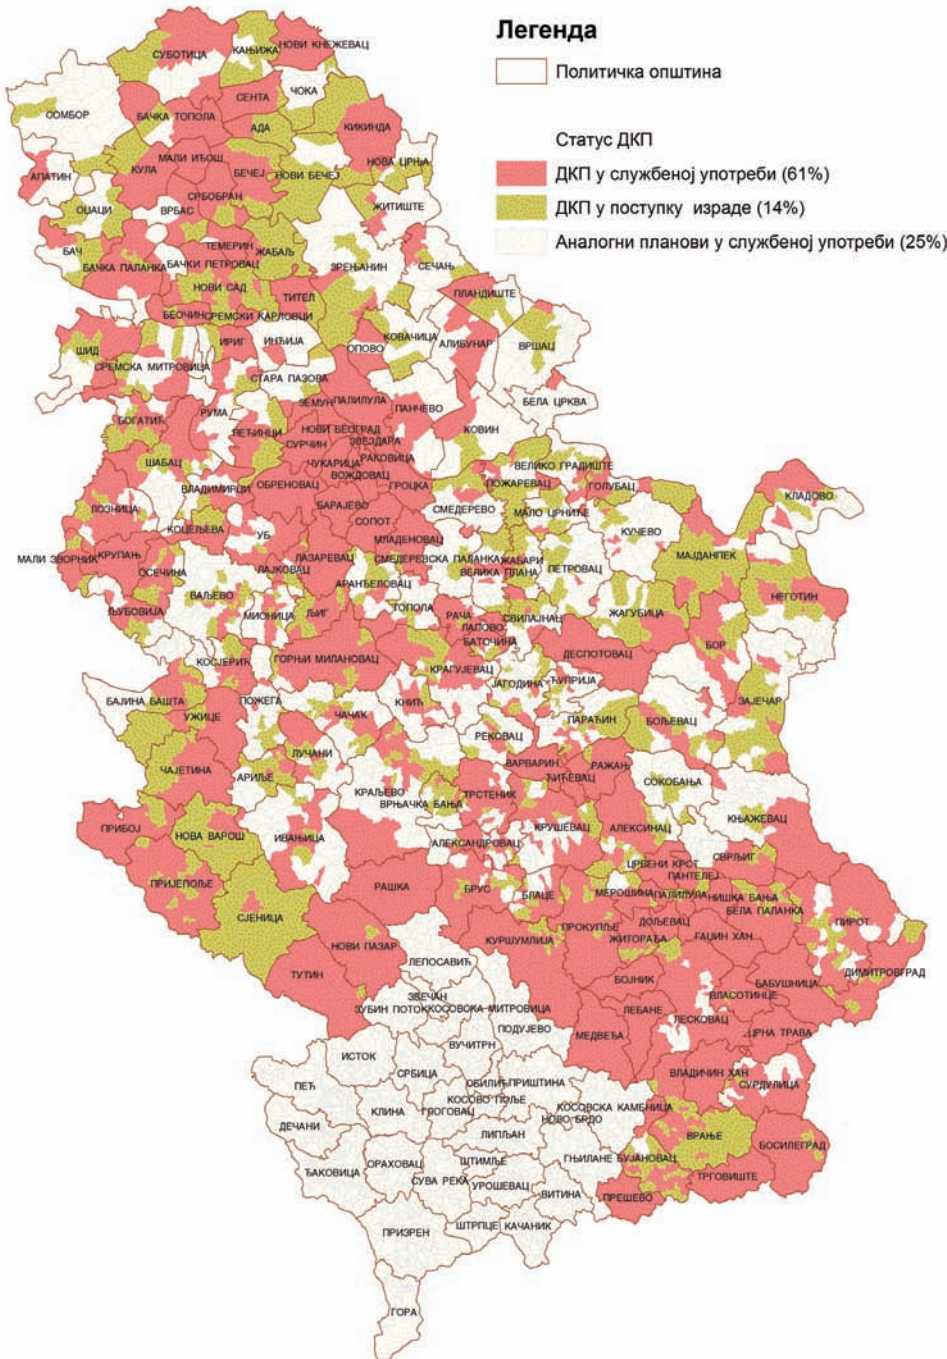 Легенда
Политичка општина
Статус ДКП
ДКП у службеној употреби (61%)
ДКП у поступку израде (14%)
Аналогни планови у службеној употреби (25%)
СУБОТИЦА
КАЊИЖА
НОВИ КНЕЖЕВАЦ
СОМБОР
БАЧКА ТОПОЛА
СЕНТА
ЧОКА
АДА
КИКИНДА
АПАТИН
КУЛА
МАЛИ ИЂОШ
БЕЧЕЈ
НОВИ БЕЧЕЈ
НОВА ЦРЊА
ОЏАЦИ
ВРБАС
СРБОБРАН
ЖИТИШТЕ
БАЧ
БАЧКА ПАЛАНКА
БАЧКИ ПЕТРОВАЦ
ТЕМЕРИН
ЖАБАЉ
ЗРЕЊАНИН
СЕЧАЊ
НОВИ САД
ТИТЕЛ
ПЛАНДИШТЕ
БЕОЧИН
СРЕМСКИ КАРЛОВЦИ
ШИД
СРЕМСКА МИТРОВИЦА
ИРИГ
ИНЂИЈА
ОПОВО
КОВАЧИЦА
АЛИБУНАР
ВРШАЦ
СТАРА ПАЗОВА
БЕЛА ЦРКВА
БОГАТИЋ
РУМА
ПЕЋИНЦИ
ЗЕМУН
ПАЛИЛУЛА
ПАНЧЕВО
КОВИН
НОВИ БЕОГРАД
ЗВЕЗДАРА
СУРЧИН
ЧУКАРИЦА
РАКОВИЦА
ВОЖДОВАЦ
ГРОЦКА
ШАБАЦ
ВЛАДИМИРЦИ
ОБРЕНОВАЦ
БАРАЈЕВО
СОПОТ
СМЕДЕРЕВО
ПОЖАРЕВАЦ
ВЕЛИКО ГРАДИШТЕ
ГОЛУБАЦ
КЛАДОВО
ЛОЗНИЦА
КОЦЕЉЕВА
УБ
МЛАДЕНОВАЦ
МАЛО ЦРНИЋЕ
КУЧЕВО
МАЛИ ЗВОРНИК
КРУПАЊ
ОСЕЧИНА
ЛАЗАРЕВАЦ
ЛАЈКОВАЦ
СМЕДЕРЕВСКА ПАЛАНКА
ВЕЛИКА ПЛАНА
ЖАБАРИ
ПЕТРОВАЦ
МАЈДАНПЕК
АРАНЂЕЛОВАЦ
ВАЉЕВО
ЉУБОВИЈА
МИОНИЦА
ЉИГ
ТОПОЛА
РАЧА
ЛАПОВО
СВИЛАЈНАЦ
ЖАГУБИЦА
НЕГОТИН
БАТОЧИНА
КОСЈЕРИЋ
ГОРЊИ МИЛАНОВАЦ
КРАГУЈЕВАЦ
ДЕСПОТОВАЦ
БОР
БАЈИНА БАШТА
УЖИЦЕ
ПОЖЕГА
ЧАЧАК
КНИЋ
ЈАГОДИНА
ЋУПРИЈА
ЗАЈЕЧАР
ПАРАЋИН
БОЉЕВАЦ
РЕКОВАЦ
ЛУЧАНИ
ЧАЈЕТИНА
АРИЉЕ
КРАЉЕВО
ВРЊАЧКА БАЊА
ТРСТЕНИК
ВАРВАРИН
ЋИЋЕВАЦ
РАЖАЊ
СОКОБАЊА
КЊАЖЕВАЦ
ПРИБОЈ
НОВА ВАРОШ
ИВАЊИЦА
АЛЕКСАНДРОВАЦ
КРУШЕВАЦ
АЛЕКСИНАЦ
СВРЉИГ
ПРИЈЕПОЉЕ
РАШКА
БРУС
БЛАЦЕ
ЦРВЕНИ КРСТ
ПАНТЕЛЕЈ
МЕРОШИНА
ПАЛИЛУЛА
НИШКА БАЊА
БЕЛА ПАЛАНКА
ПИРОТ
СЈЕНИЦА
НОВИ ПАЗАР
КУРШУМЛИЈА
ПРОКУПЉЕ
ДОЉЕВАЦ
ЖИТОРАЂА
ГАЏИН ХАН
ДИМИТРОВГРАД
ТУТИН
ЛЕПОСАВИЋ
БОЈНИК
ВЛАСОТИНЦЕ
БАБУШНИЦА
ЗВЕЧАН
ЗУБИН ПОТОК
КОСОВСКА МИТРОВИЦА
ЛЕБАНЕ
ЛЕСКОВАЦ
ЦРНА ТРАВА
ПОДУЈЕВО
МЕДВЕЂА
ВУЧИТРН
ИСТОК
СРБИЦА
ВЛАДИЧИН ХАН
СУРДУЛИЦА
ПЕЋ
ОБИЛИЋ
ПРИШТИНА
КОСОВО ПОЉЕ
КЛИНА
ГЛОГОВАЦ
КОСОВСКА КАМЕНИЦА
НОВО БРДО
ДЕЧАНИ
ЛИПЉАН
ВРАЊЕ
БОСИЛЕГРАД
ЂАКОВИЦА
ОРАХОВАЦ
ШТИМЉЕ
ГЊИЛАНЕ
БУЈАНОВАЦ
СУВА РЕКА
УРОШЕВАЦ
ВИТИНА
ПРЕШЕВО
ТРГОВИШТЕ
ПРИЗРЕН
ШТРПЦЕ
КАЧАНИК
ГОРА